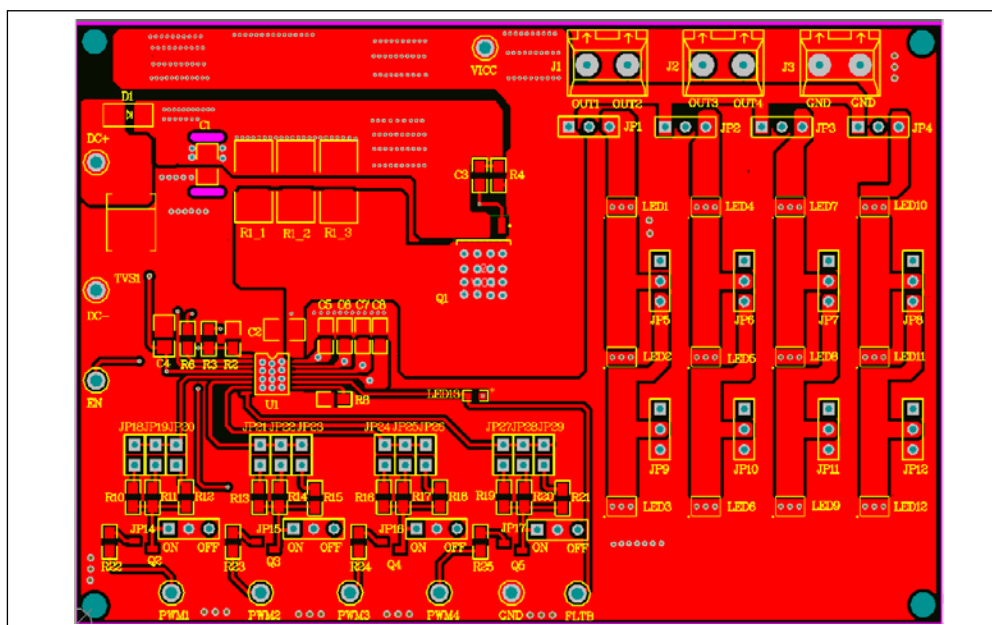 VICC
J1
J2
J3
OUT1 OUT2
OUT3 OUT4
GND GND
D1
DC+
C1
JP1
JP2
JP3
JP4
C3
R4
R1_1
R1_2
R1_3
LED1
LED4
LED7
LED10
TVS1
DC-
Q1
C5 C6 C7 C8
C2
JP5
JP6
JP7
JP8
C4
R6
R3
R2
LED2
LED5
LED8
LED11
EN
U1
R8
LED13
JP18 JP19 JP20
JP21 JP22 JP23
JP24 JP25 JP26
JP27 JP28 JP29
JP9
JP10
JP11
JP12
R10
R11
R12
R13
R14
R15
R16
R17
R18
R19
R20
R21
LED3
LED6
LED9
LED12
JP14
JP15
JP16
JP17
ON OFF
ON OFF
ON OFF
ON OFF
R22
Q2
R23
Q3
R24
Q4
R25
Q5
PWM1
PWM2
PWM3
PWM4
GND
FLTB